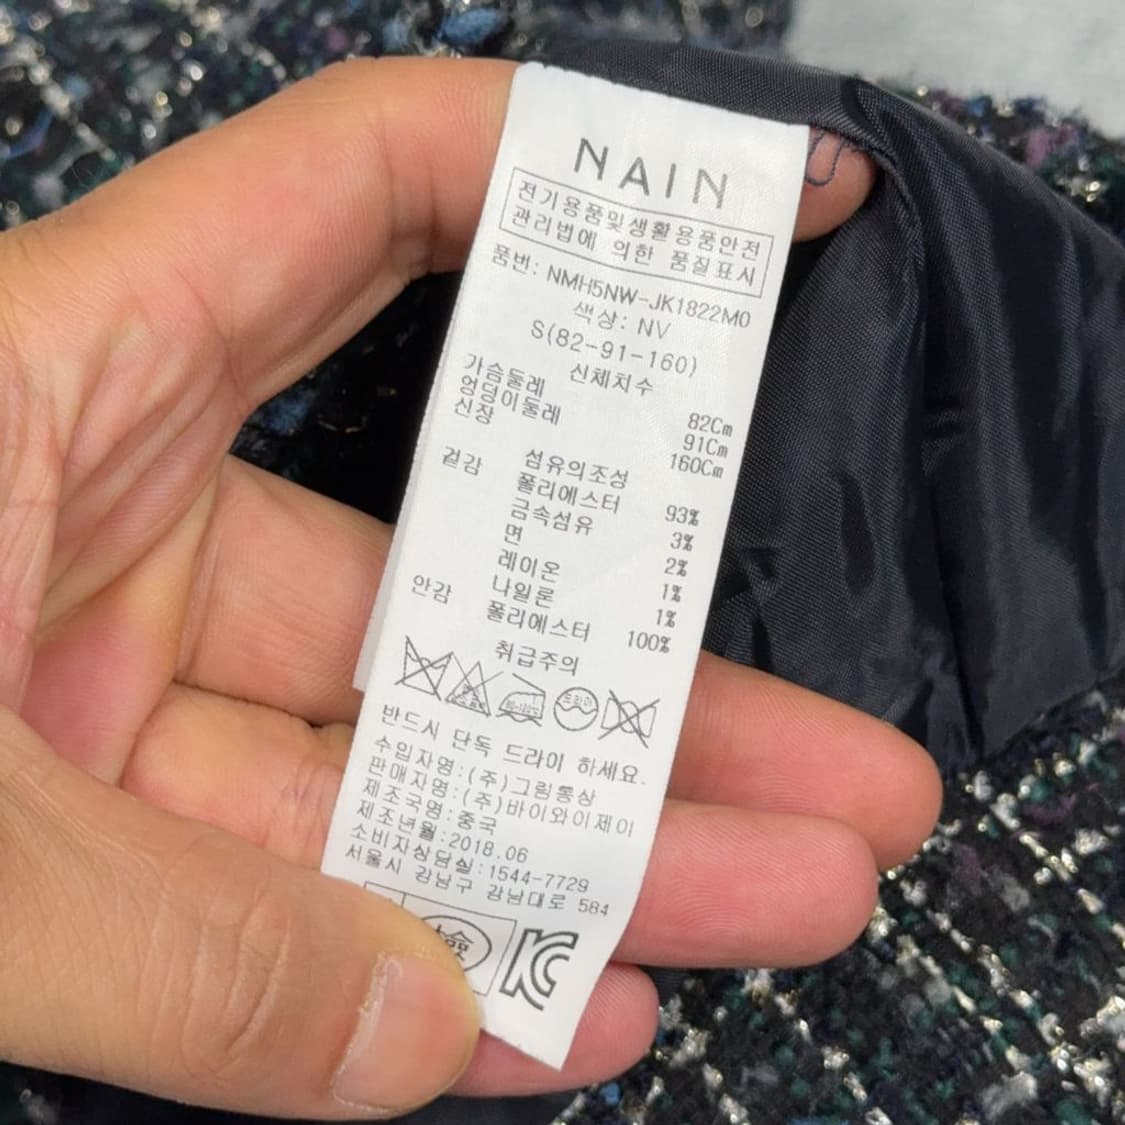 NAIN
전기용품및생활용품안전
관리법에 의한 품질표시
품번: NMH5NW-JK1822M0
색상: NV
S(82-91-160)
신체치수
가슴둘레 82Cm
엉덩이둘레 91Cm
신장 160Cm
섬유의조성
겉감 폴리에스터 93%
금속섬유 3%
면 2%
레이온 1%
나일론 1%
안감 폴리에스터 100%
취급주의
드라이
반드시 단독 드라이 하세요.
수입자명:(주)그림통상
판매자명:(주)바이와이제이
제조국명:중국
제조년월:2018.06
소비자상담실:1544-7729
서울시 강남구 강남대로 584